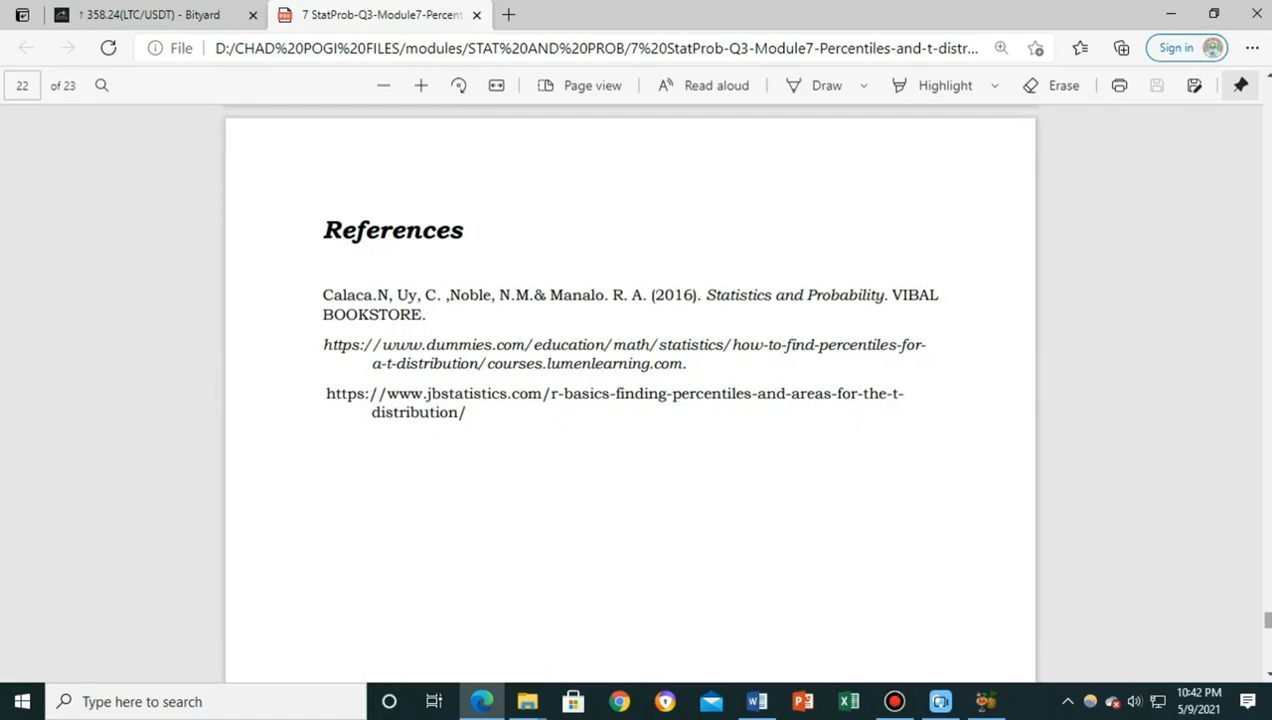 ↑ 358.24(LTC/USDT) - Bityard
7 StatProb-Q3-Module7-Percent
File
D:/CHAD%20POGI%20FILES/modules/STAT%20AND%20PROB/7%20StatProb-Q3-Module7-Percentiles-and-t-distr...
Sign in
22 of 23
Page view
Read aloud
Draw
Highlight
Erase
References
Calaca.N, Uy, C. ,Noble, N.M.& Manalo. R. A. (2016). Statistics and Probability. VIBAL
BOOKSTORE.
https://www.dummies.com/education/math/statistics/how-to-find-percentiles-for-
a-t-distribution/courses.lumenlearning.com.
https://www.jbstatistics.com/r-basics-finding-percentiles-and-areas-for-the-t-
distribution/
Type here to search
10:42 PM
5/9/2021